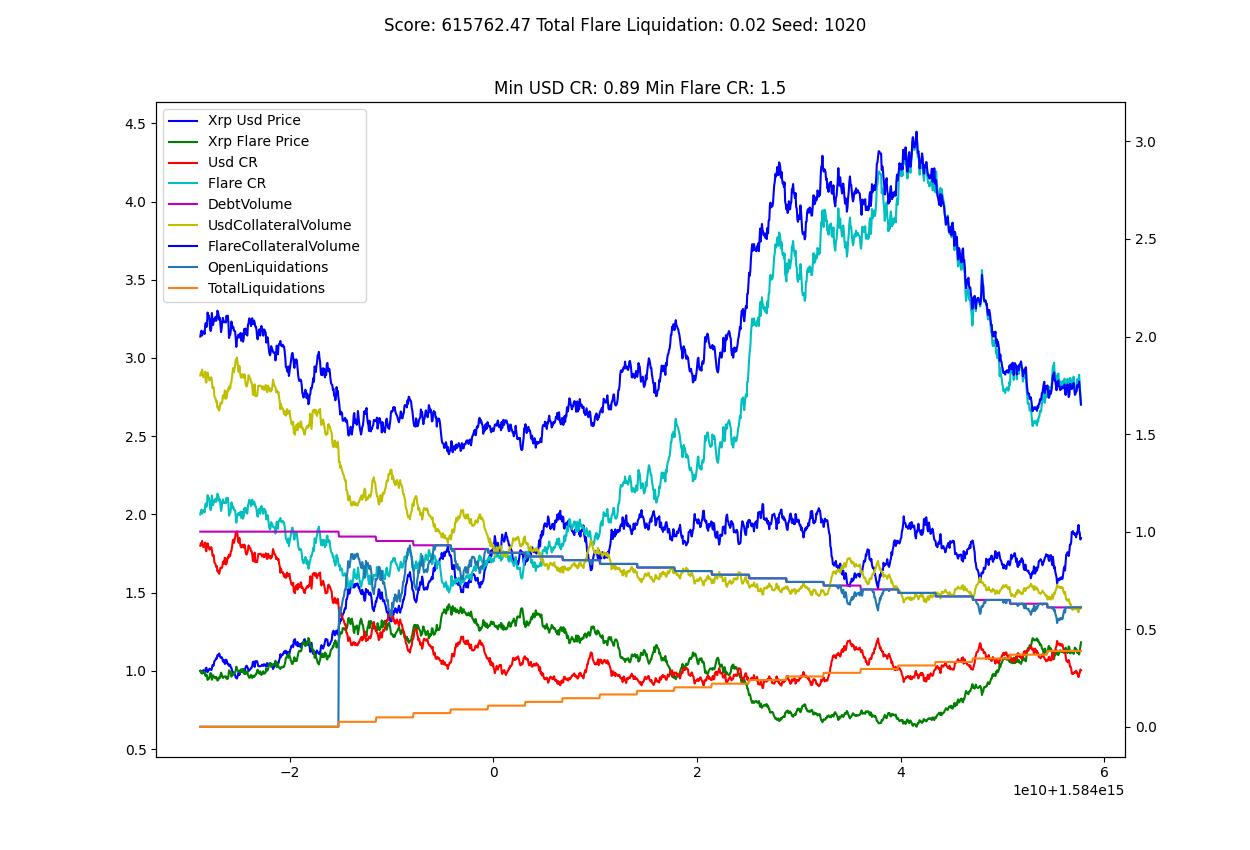 Score: 615762.47 Total Flare Liquidation: 0.02 Seed: 1020
Min USD CR: 0.89 Min Flare CR: 1.5
Xrp Usd Price
Xrp Flare Price
Usd CR
Flare CR
DebtVolume
UsdCollateralVolume
FlareCollateralVolume
OpenLiquidations
TotalLiquidations
4.5
4.0
3.5
3.0
2.5
2.0
1.5
1.0
0.5
3.0
2.5
2.0
1.5
1.0
0.5
0.0
−2
0
2
4
6
1e10+1.584e15